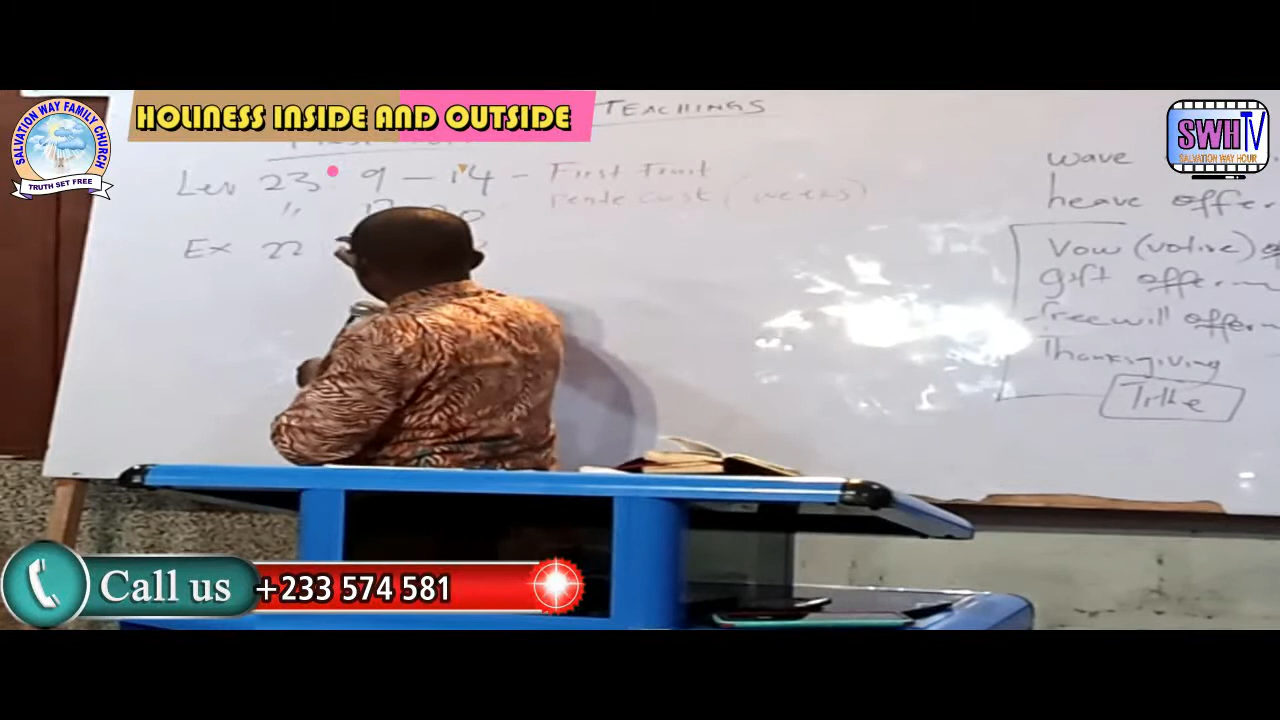 SALVATION WAY FAMILY CHURCH
TRUTH SET FREE
HOLINESS INSIDE AND OUTSIDE
TEACHINGS
SWHTV
SALVATION WAY HOUR
Lev 23 9 - 14 - First Fruit
"
Pentecost (weeks)
Ex 22
wave
heave offer
Vow (votive) o
gift offerin
freewill offerin
Thanksgiving
Tithe
Call us +233 574 581